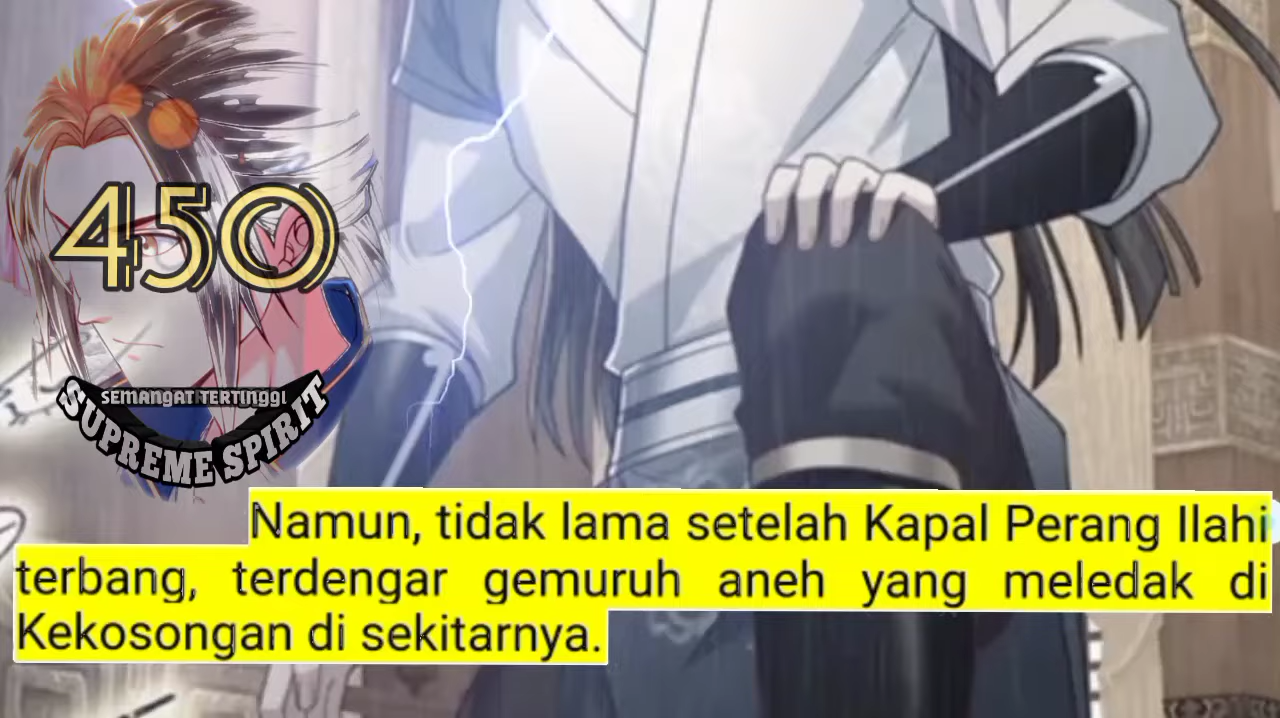 450
SEMANGAT TERTINGGI
SUPREME SPIRIT
Namun, tidak lama setelah Kapal Perang Ilahi
terbang, terdengar gemuruh aneh yang meledak di
Kekosongan di sekitarnya.